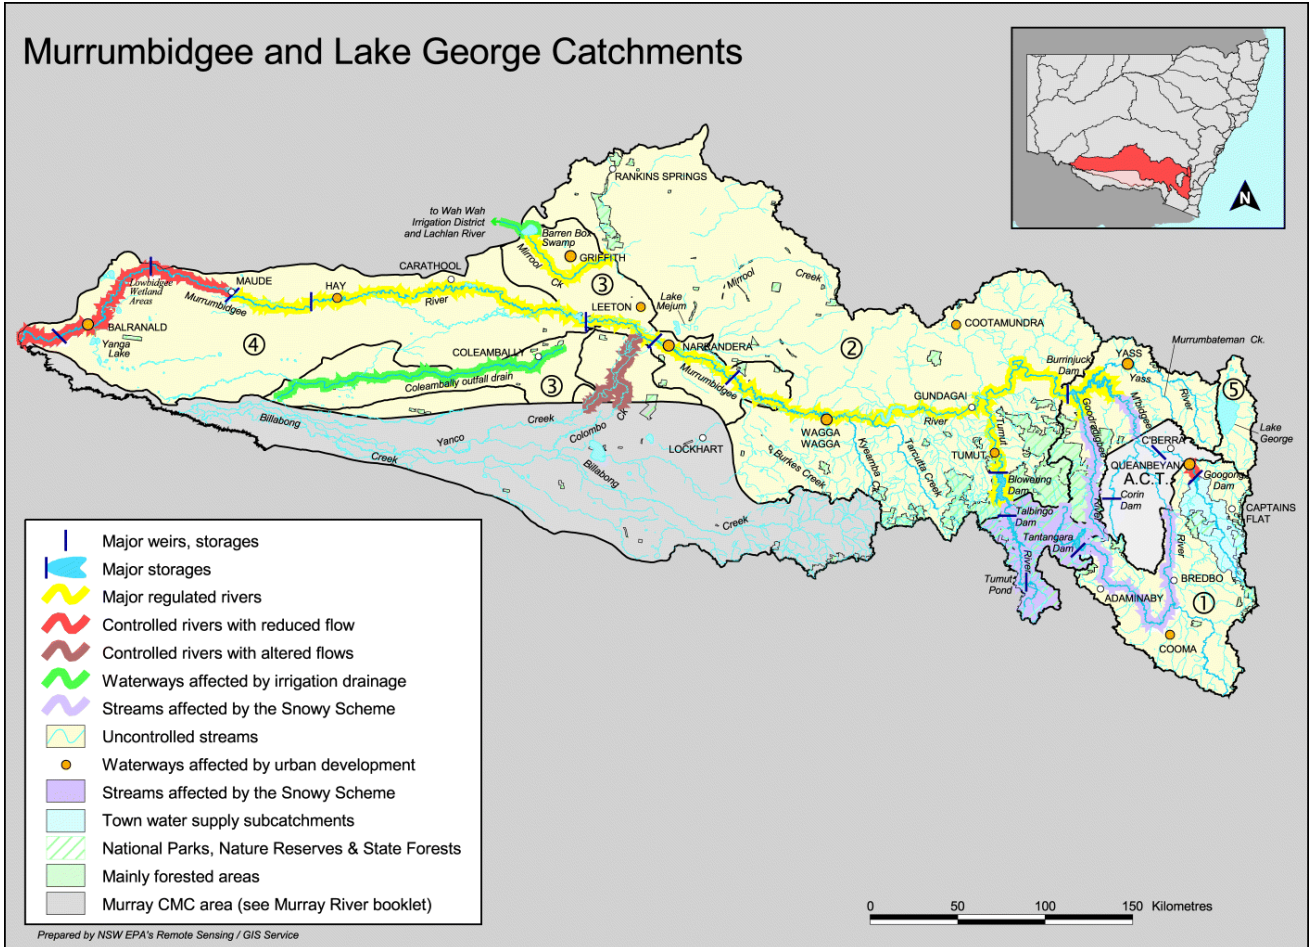 Murrumbidgee and Lake George Catchments
N
RANKINS SPRINGS
to Wah Wah
Irrigation District
and Lachlan River
Barren Box
Swamp
GRIFFITH
Mirrool
Ck
CARATHOOL
3
Mirrool
Creek
MAUDE
HAY
River
LEETON
Lake
Mejum
Lowbidgee
Wetland
Areas
Murrumbidgee
BALRANALD
Yanga
Lake
4
COLEAMBALLY
NARRANDERA
2
COOTAMUNDRA
Murrumbateman Ck.
Burrinjuck
Dam
YASS
Yass
River
5
Coleambally outfall drain
3
Murrumbidgee
GUNDAGAI
River
Goodradigbee
River
M'bidgee
Lake
George
Billabong
Creek
Yanco
Creek
Colombo
Ck
Billabong
Creek
LOCKHART
WAGGA
WAGGA
Burkes Creek
Kyeamba Ck
Tarcutta Creek
Tumut
TUMUT
C'BERRA
QUEANBEYAN
A.C.T.
Googong
Dam
Blowering
Dam
Corin
Dam
CAPTAINS
FLAT
Talbingo
Dam
Tantangara
Dam
River
River
Tumut
Pond
BREDBO
ADAMINABY
1
COOMA
Major weirs, storages
Major storages
Major regulated rivers
Controlled rivers with reduced flow
Controlled rivers with altered flows
Waterways affected by irrigation drainage
Streams affected by the Snowy Scheme
Uncontrolled streams
Waterways affected by urban development
Streams affected by the Snowy Scheme
Town water supply subcatchments
National Parks, Nature Reserves & State Forests
Mainly forested areas
Murray CMC area (see Murray River booklet)
0 50 100 150 Kilometres
Prepared by NSW EPA's Remote Sensing / GIS Service